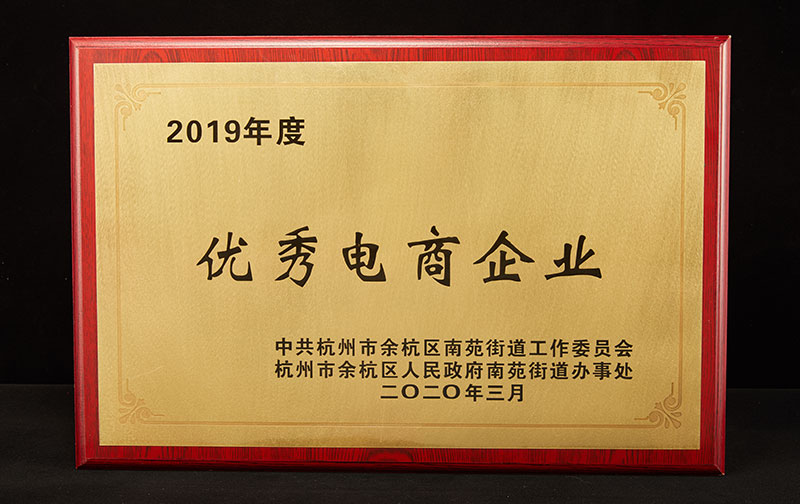 2019年度
优秀电商企业
中共杭州市余杭区南苑街道工作委员会
杭州市余杭区人民政府南苑街道办事处
二〇二〇年三月